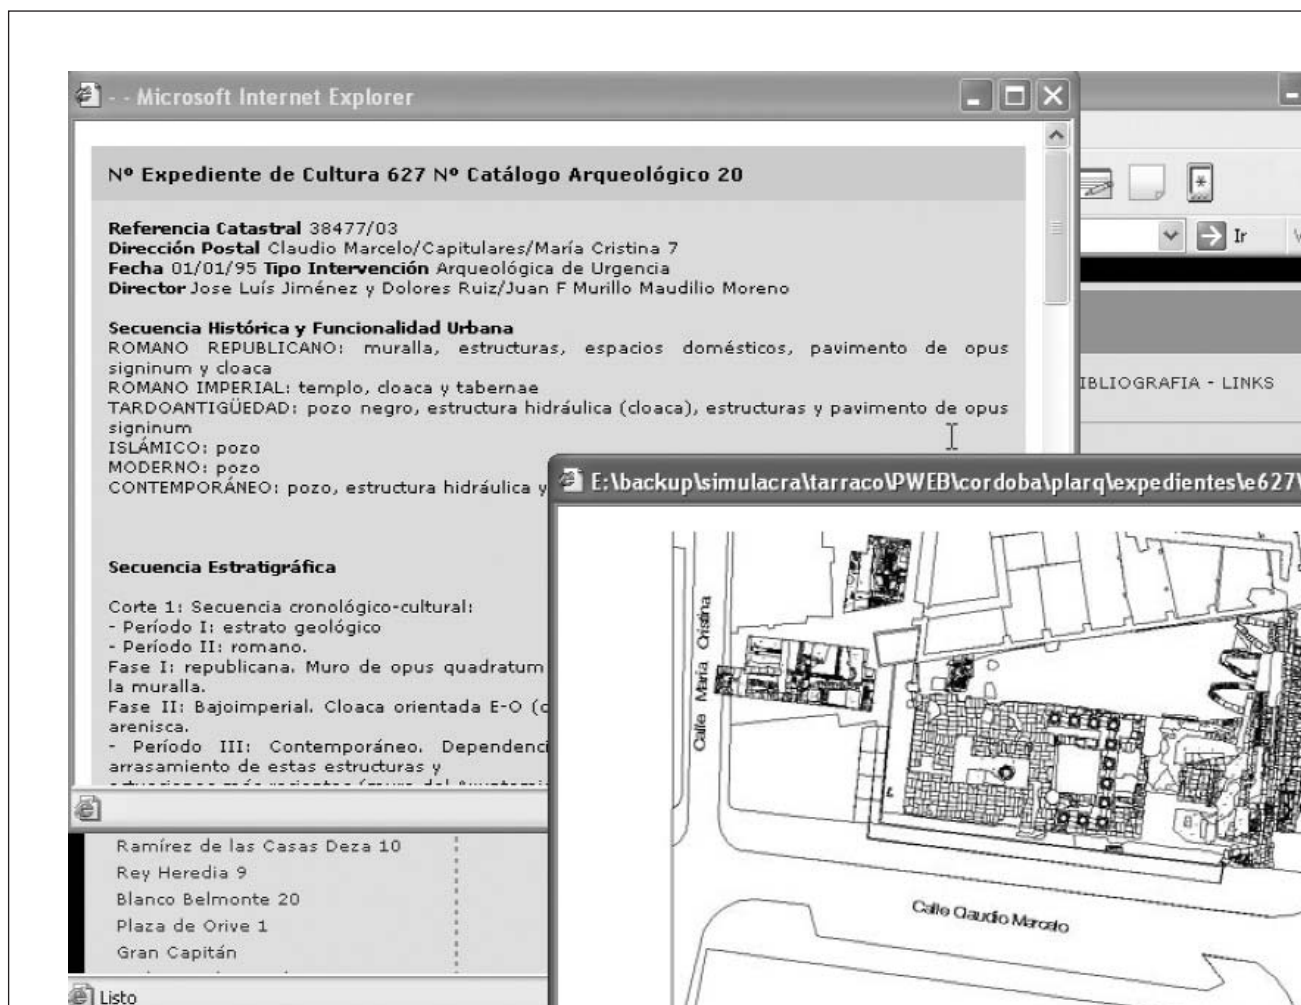 - - Microsoft Internet Explorer
Nº Expediente de Cultura 627 Nº Catálogo Arqueológico 20
Referencia Catastral 38477/03
Dirección Postal Claudio Marcelo/Capitulares/María Cristina 7
Fecha 01/01/95 Tipo Intervención Arqueológica de Urgencia
Director Jose Luís Jiménez y Dolores Ruiz/Juan F Murillo Maudilio Moreno
Secuencia Histórica y Funcionalidad Urbana
ROMANO REPUBLICANO: muralla, estructuras, espacios domésticos, pavimento de opus
signinum y cloaca
ROMANO IMPERIAL: templo, cloaca y tabernae
TARDOANTIGÜEDAD: pozo negro, estructura hidráulica (cloaca), estructuras y pavimento de opus
signinum
ISLÁMICO: pozo
MODERNO: pozo
CONTEMPORÁNEO: pozo, estructura hidráulica y
Secuencia Estratigráfica
Corte 1: Secuencia cronológico-cultural:
- Período I: estrato geológico
- Período II: romano.
Fase I: republicana. Muro de opus quadratum
la muralla.
Fase II: Bajoimperial. Cloaca orientada E-O (
arenisca.
- Período III: Contemporáneo. Dependenci
arrasamiento de estas estructuras y
Ramírez de las Casas Deza 10
Rey Heredia 9
Blanco Belmonte 20
Plaza de Orive 1
Gran Capitán
Listo
Ir
IBLIOGRAFIA - LINKS
E:\backup\simulacra\tarraco\PWEB\cordoba\plarq\expedientes\e627\
Calle María Cristina
Calle Claudio Marcelo